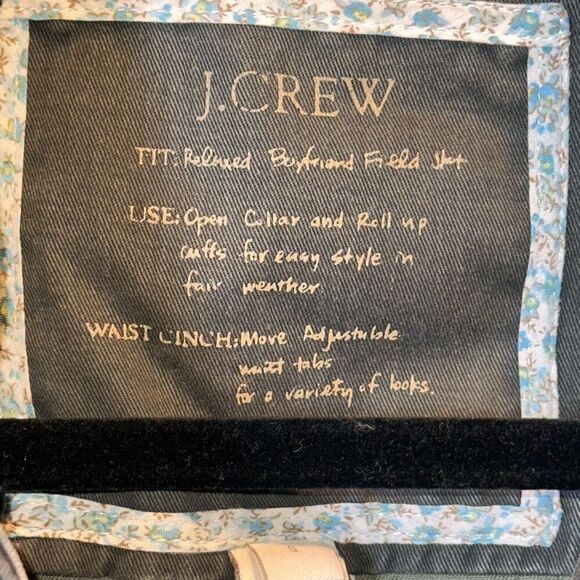 J.CREW
FIT: Relaxed Boyfriend Field Jkt.
USE: Open Collar and Roll up
cuffs for easy style in
fair weather
WAIST CINCH: Move Adjustable
waist tabs
for a variety of looks.